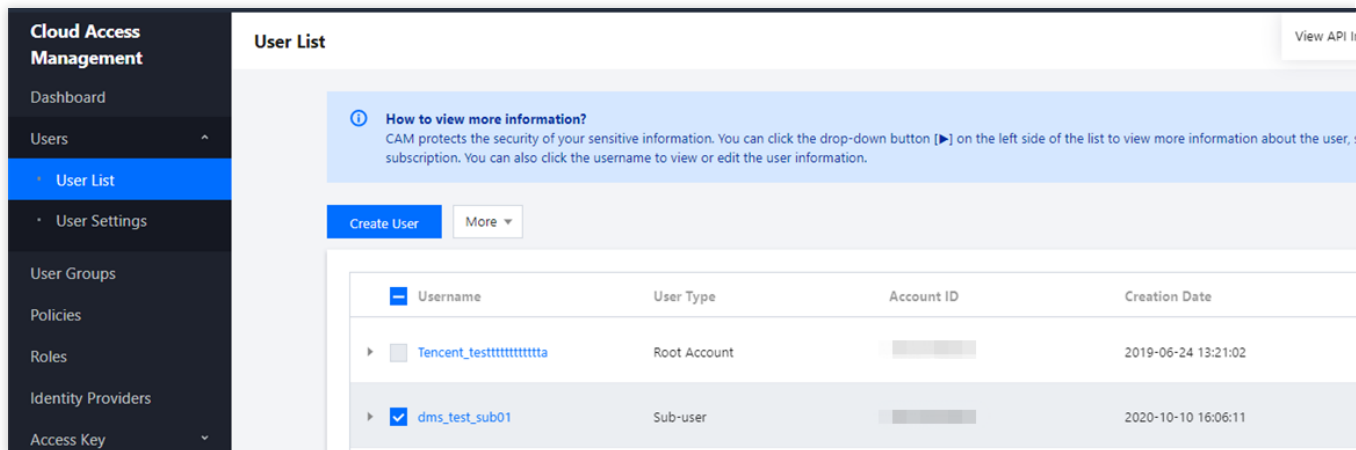 Cloud Access
Management
Dashboard
Users
User List
User Settings
User Groups
Policies
Roles
Identity Providers
Access Key
User List
View API
How to view more information?
CAM protects the security of your sensitive information. You can click the drop-down button [▶] on the left side of the list to view more information about the user,
subscription. You can also click the username to view or edit the user information.
Create User More
Username User Type Account ID Creation Date
Root Account 2019-06-24 13:21:02
dms_test_sub01 Sub-user 2020-10-10 16:06:11